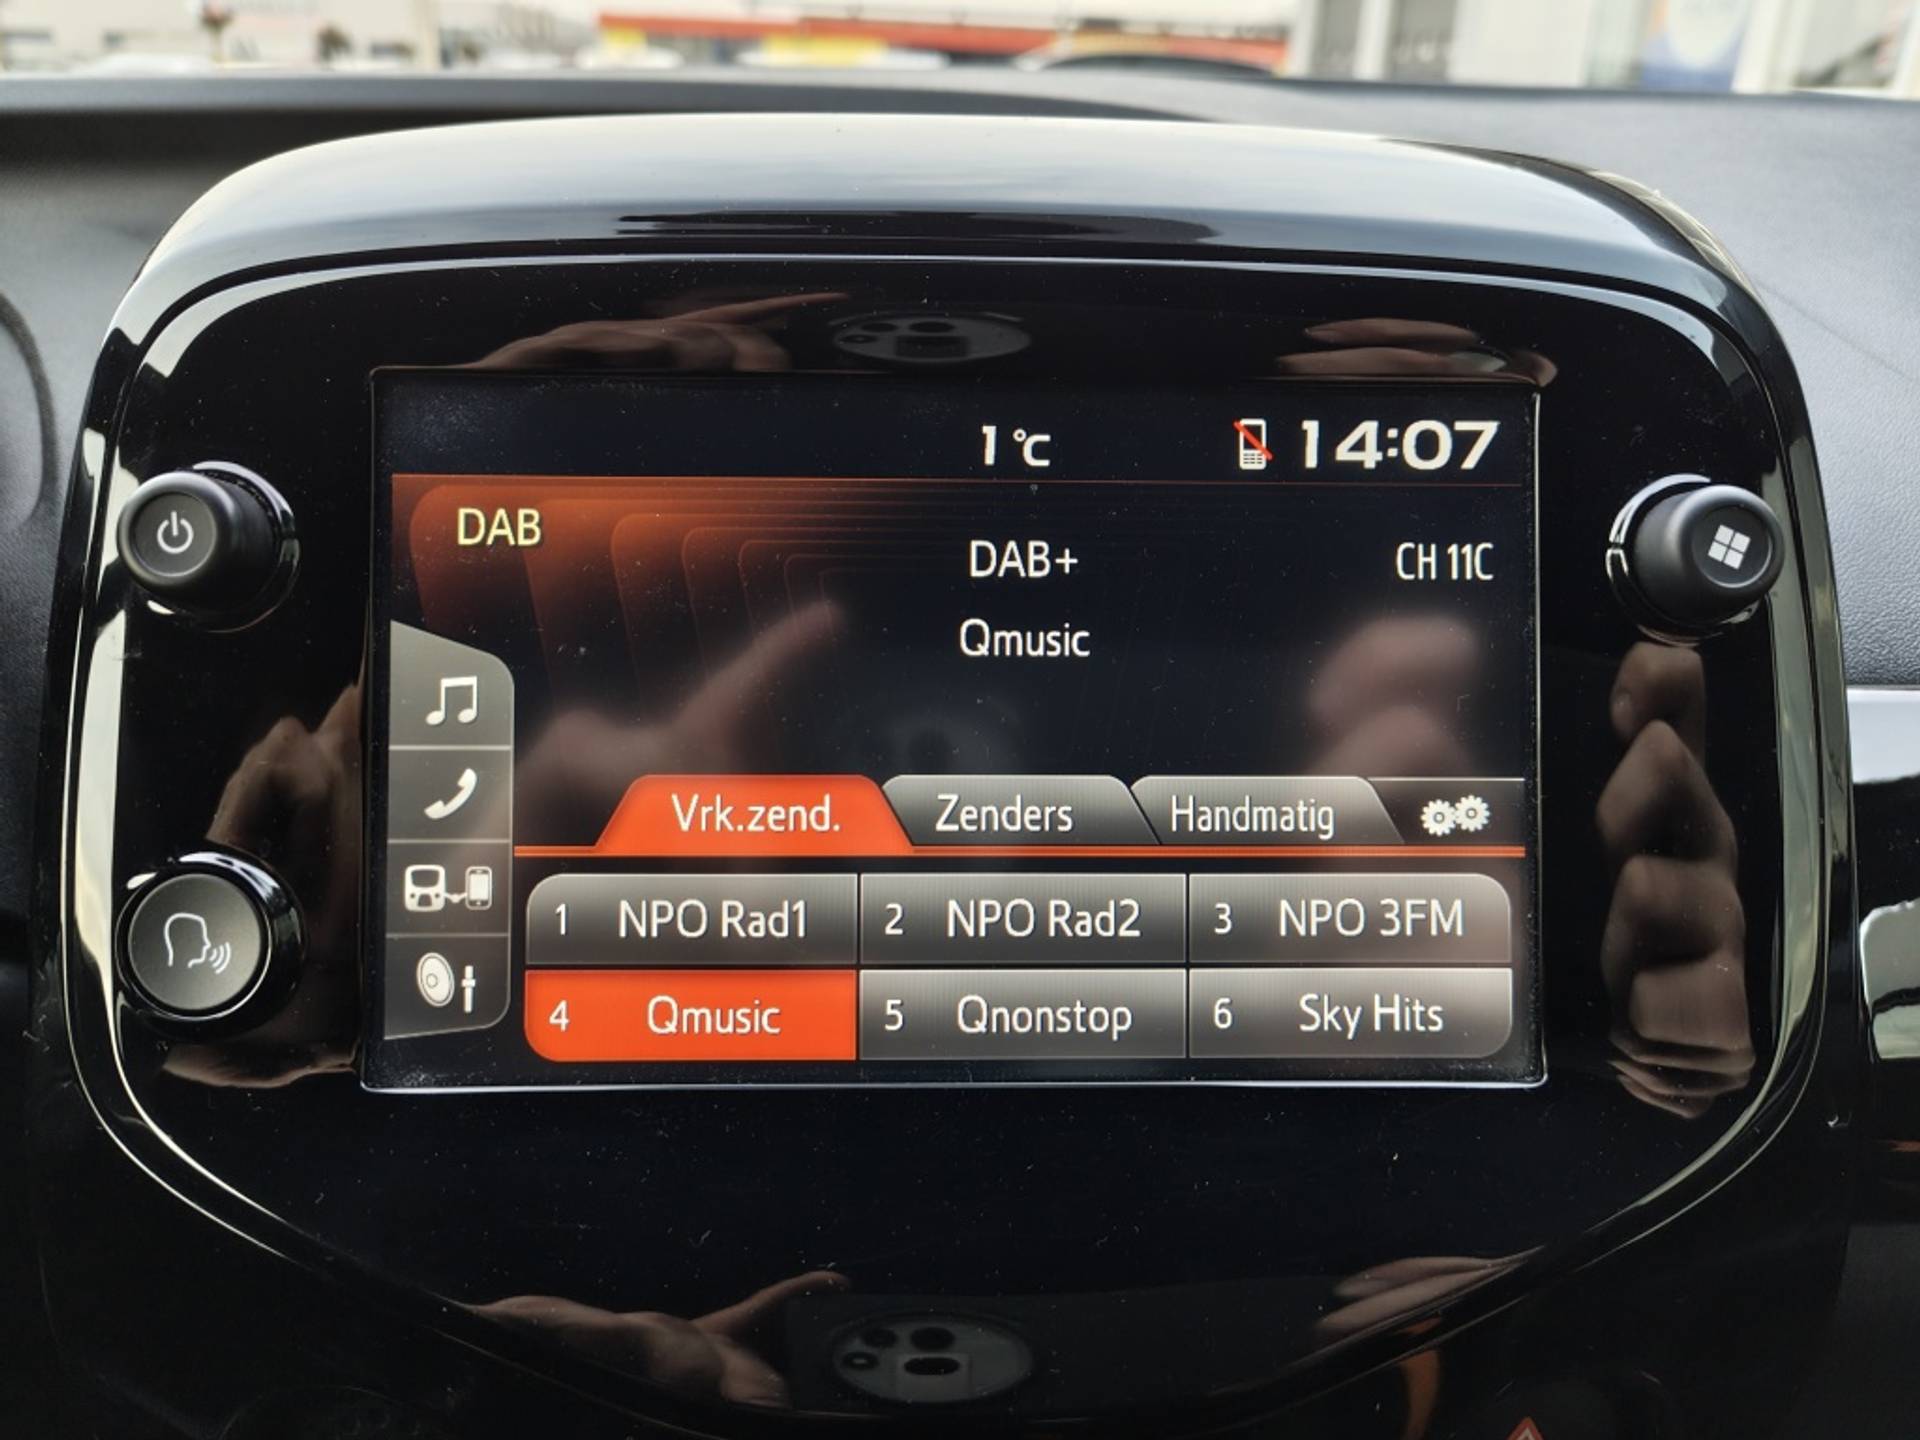 1 °C 14:07
DAB
DAB+ CH 11C
Qmusic
Vrk.zend. Zenders Handmatig
1 NPO Rad1 2 NPO Rad2 3 NPO 3FM
4 Qmusic 5 Qnonstop 6 Sky Hits